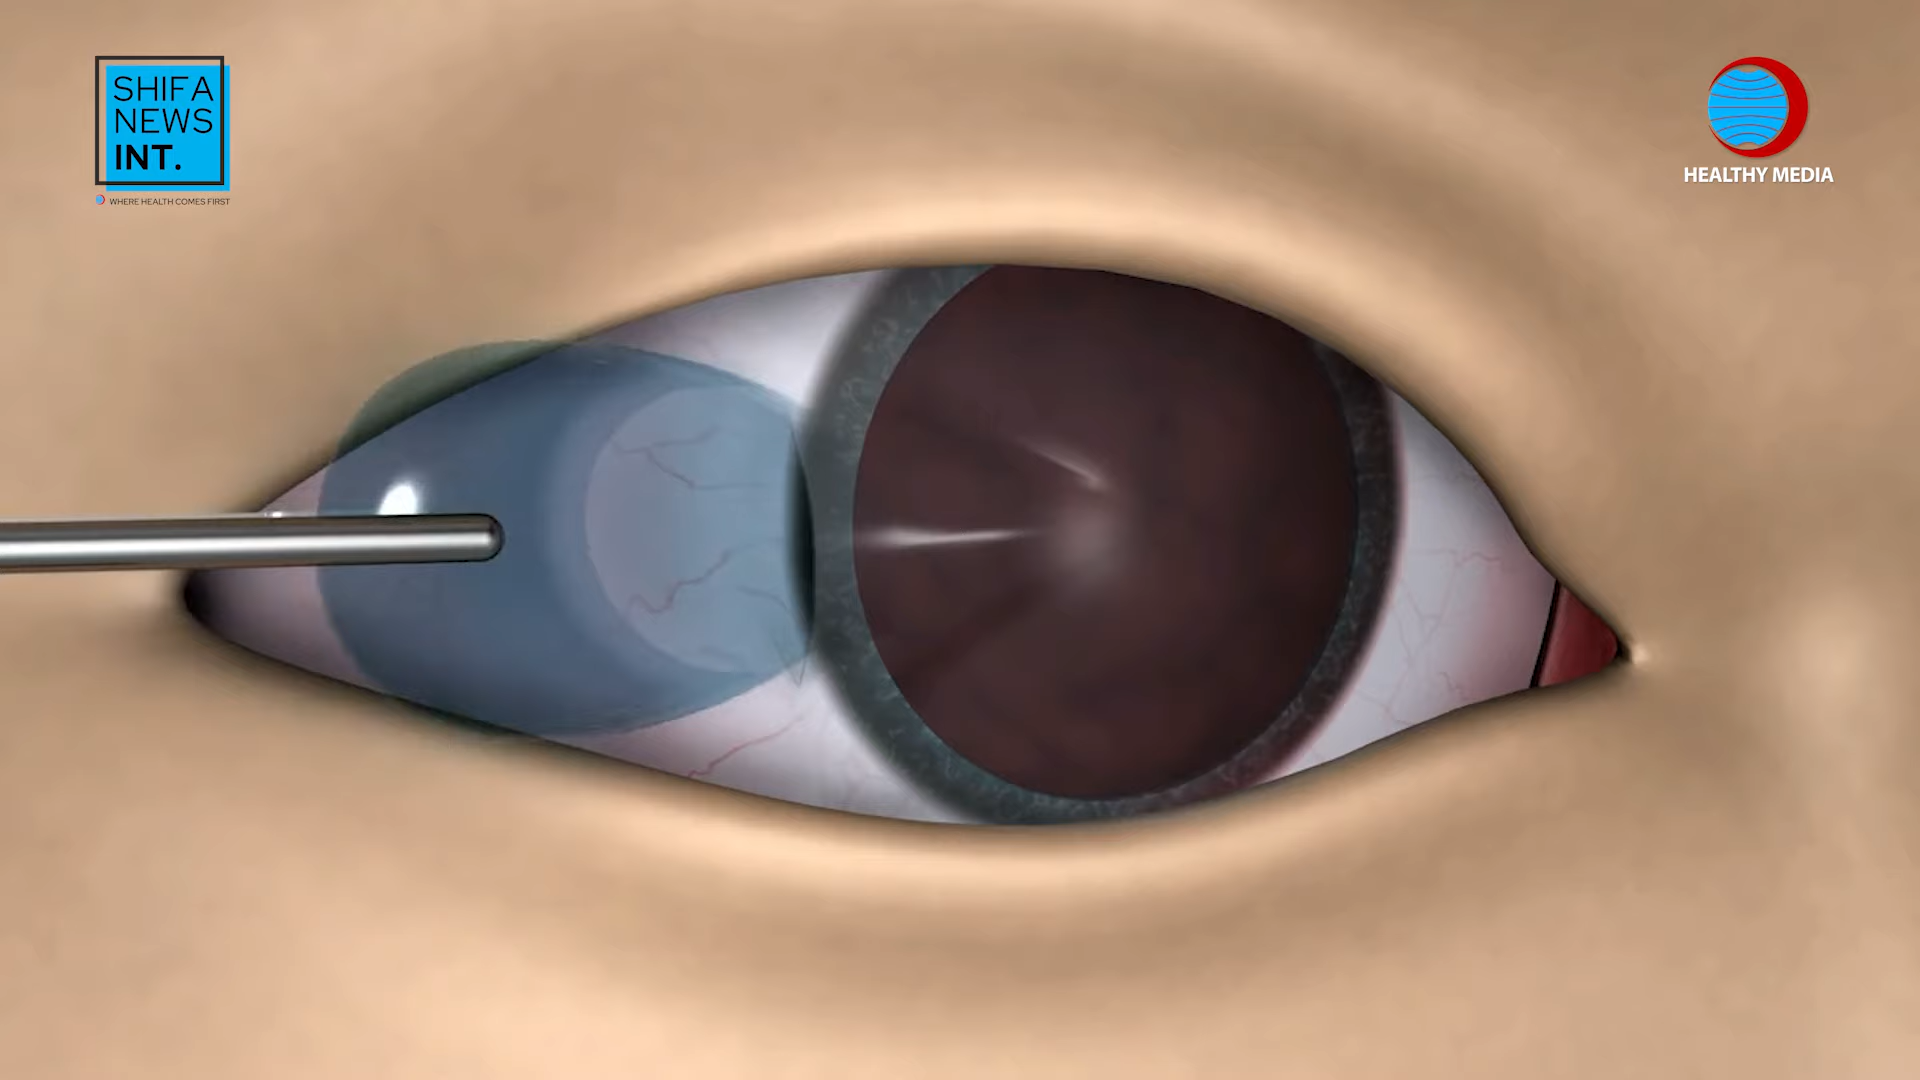 SHIFA
NEWS
INT.
WHERE HEALTH COMES FIRST
HEALTHY MEDIA